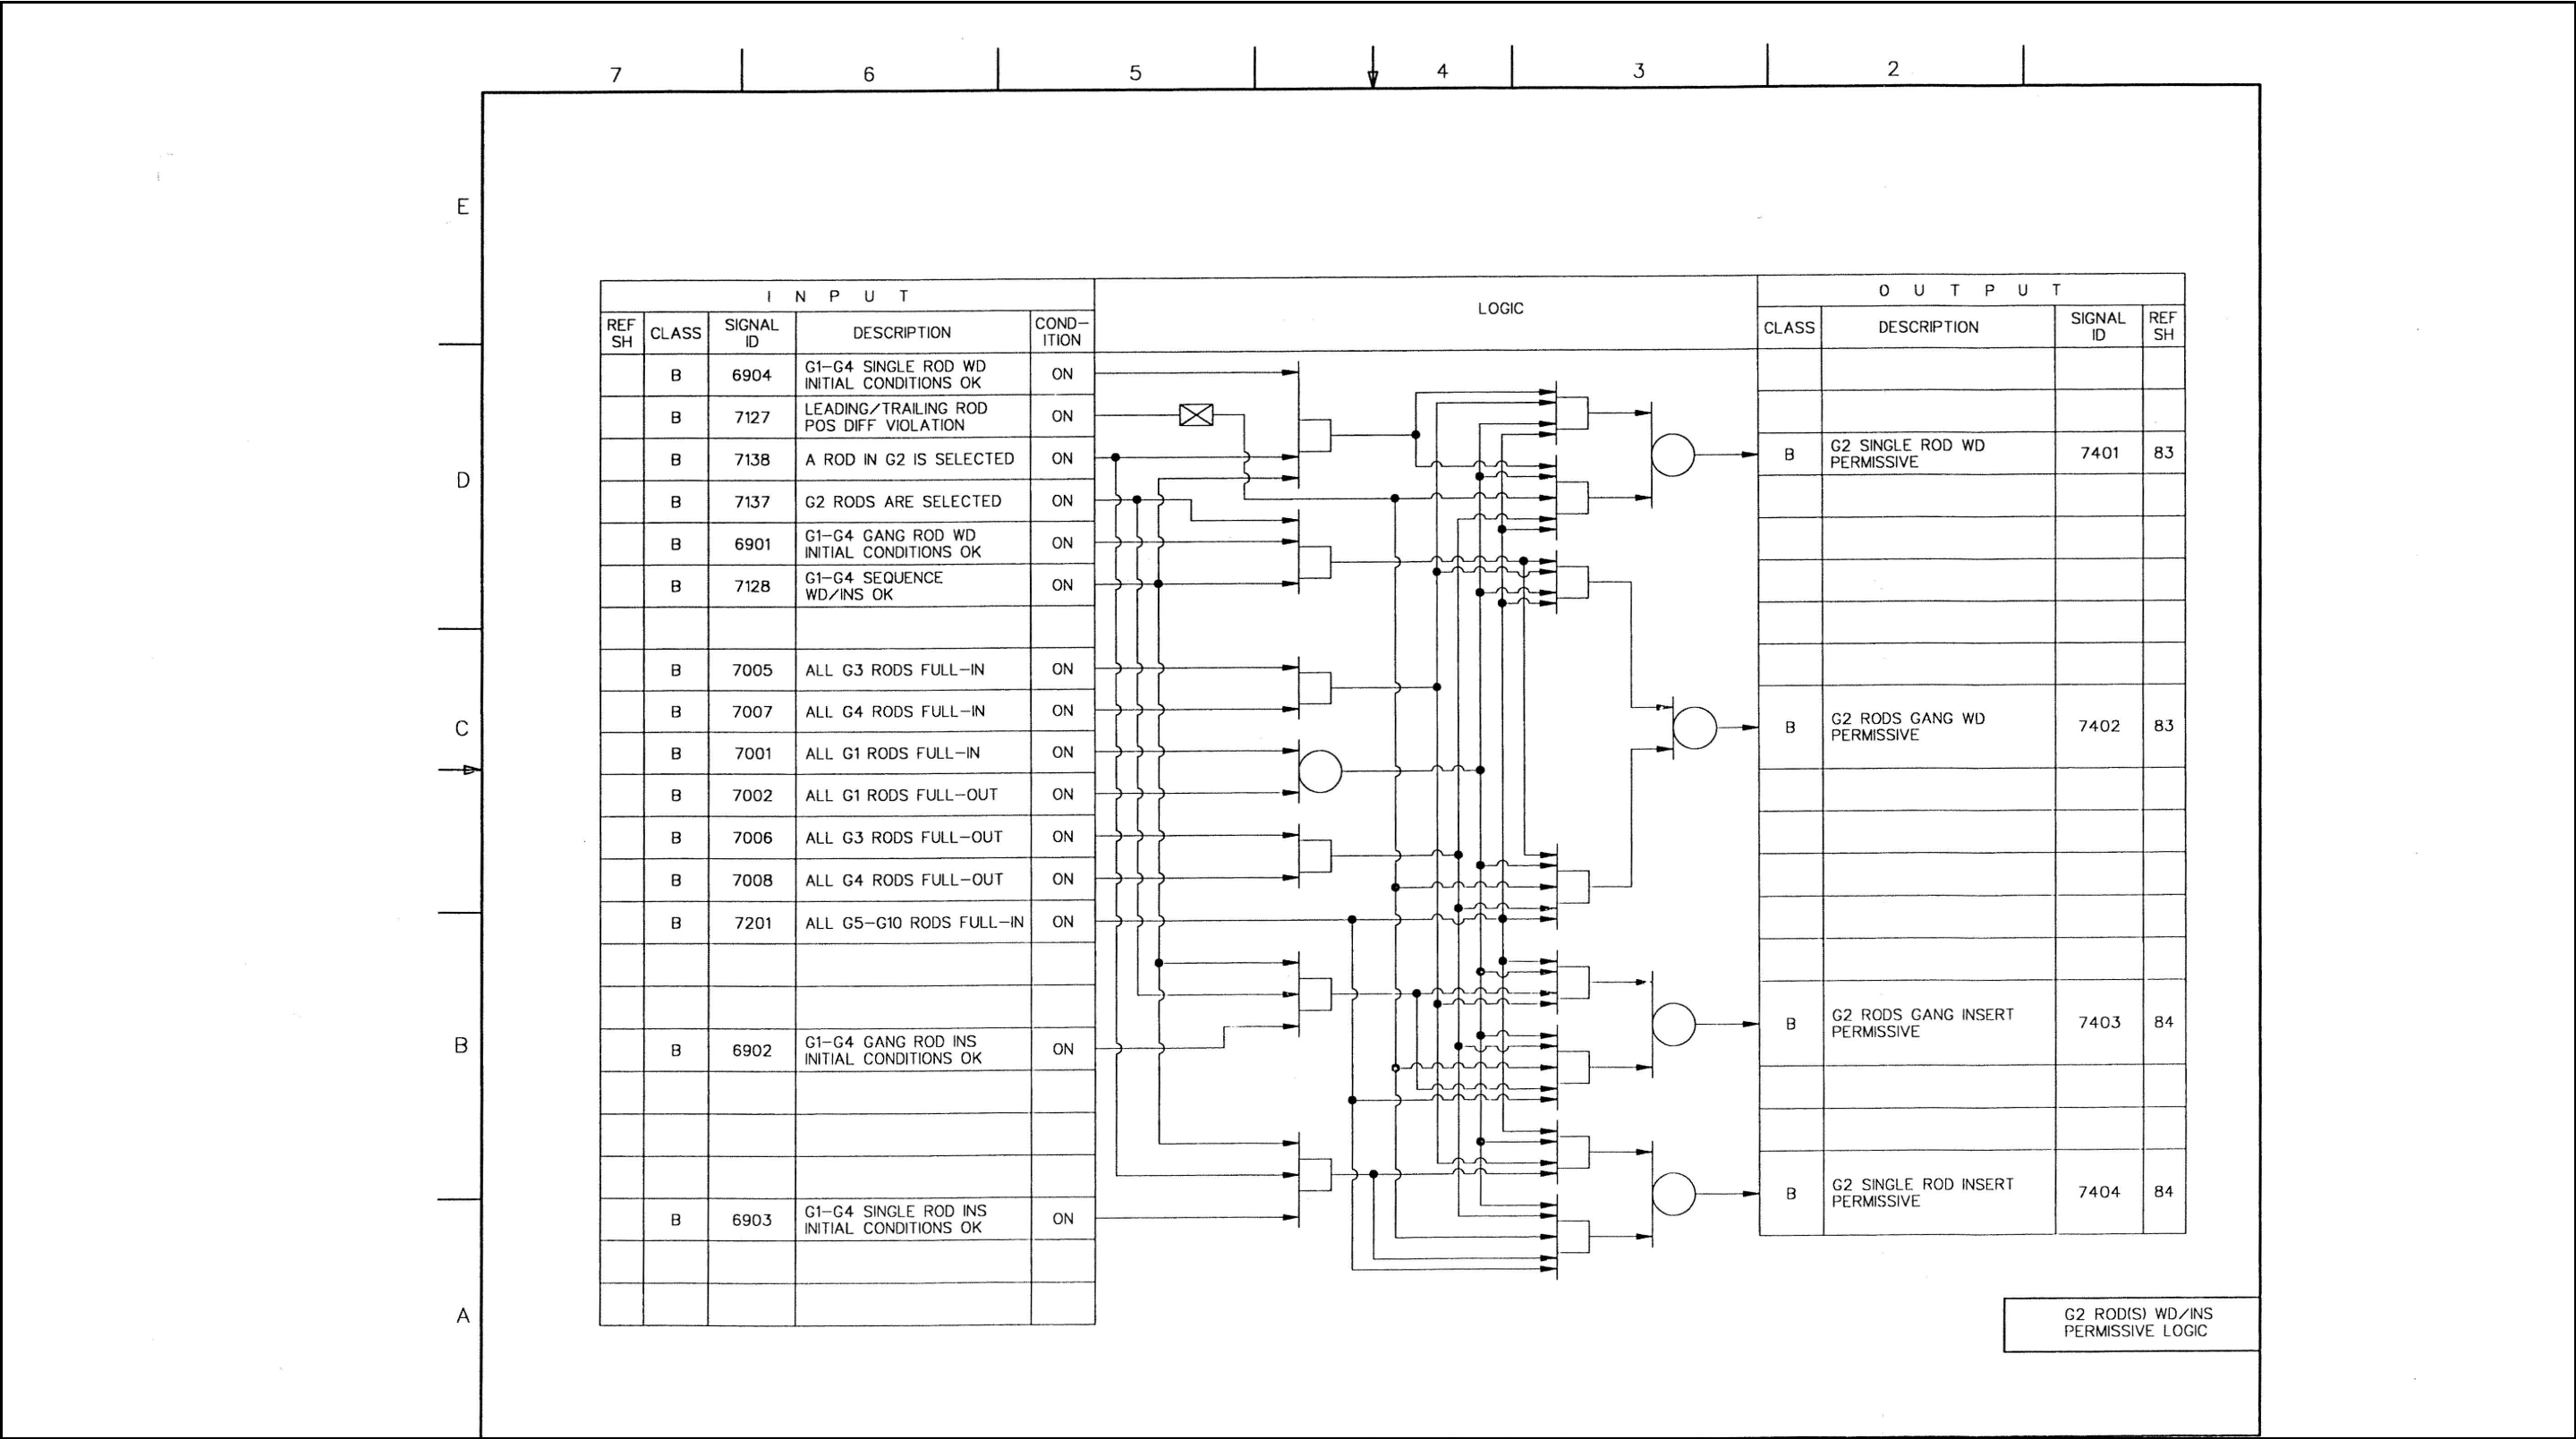 7 6 5 4 3 2
E
D
C
B
A
I N P U T
LOGIC
O U T P U T
REF SH CLASS SIGNAL ID DESCRIPTION COND-ITION
CLASS DESCRIPTION SIGNAL ID REF SH
B 6904 G1-G4 SINGLE ROD WD
INITIAL CONDITIONS OK ON
B 7127 LEADING/TRAILING ROD
POS DIFF VIOLATION ON
B 7138 A ROD IN G2 IS SELECTED ON
B 7137 G2 RODS ARE SELECTED ON
B 6901 G1-G4 GANG ROD WD
INITIAL CONDITIONS OK ON
B 7128 G1-G4 SEQUENCE
WD/INS OK ON
B 7005 ALL G3 RODS FULL-IN ON
B 7007 ALL G4 RODS FULL-IN ON
B 7001 ALL G1 RODS FULL-IN ON
B 7002 ALL G1 RODS FULL-OUT ON
B 7006 ALL G3 RODS FULL-OUT ON
B 7008 ALL G4 RODS FULL-OUT ON
B 7201 ALL G5-G10 RODS FULL-IN ON
B 6902 G1-G4 GANG ROD INS
INITIAL CONDITIONS OK ON
B 6903 G1-G4 SINGLE ROD INS
INITIAL CONDITIONS OK ON
B G2 SINGLE ROD WD
PERMISSIVE 7401 83
B G2 RODS GANG WD
PERMISSIVE 7402 83
B G2 RODS GANG INSERT
PERMISSIVE 7403 84
B G2 SINGLE ROD INSERT
PERMISSIVE 7404 84
G2 ROD(S) WD/INS
PERMISSIVE LOGIC